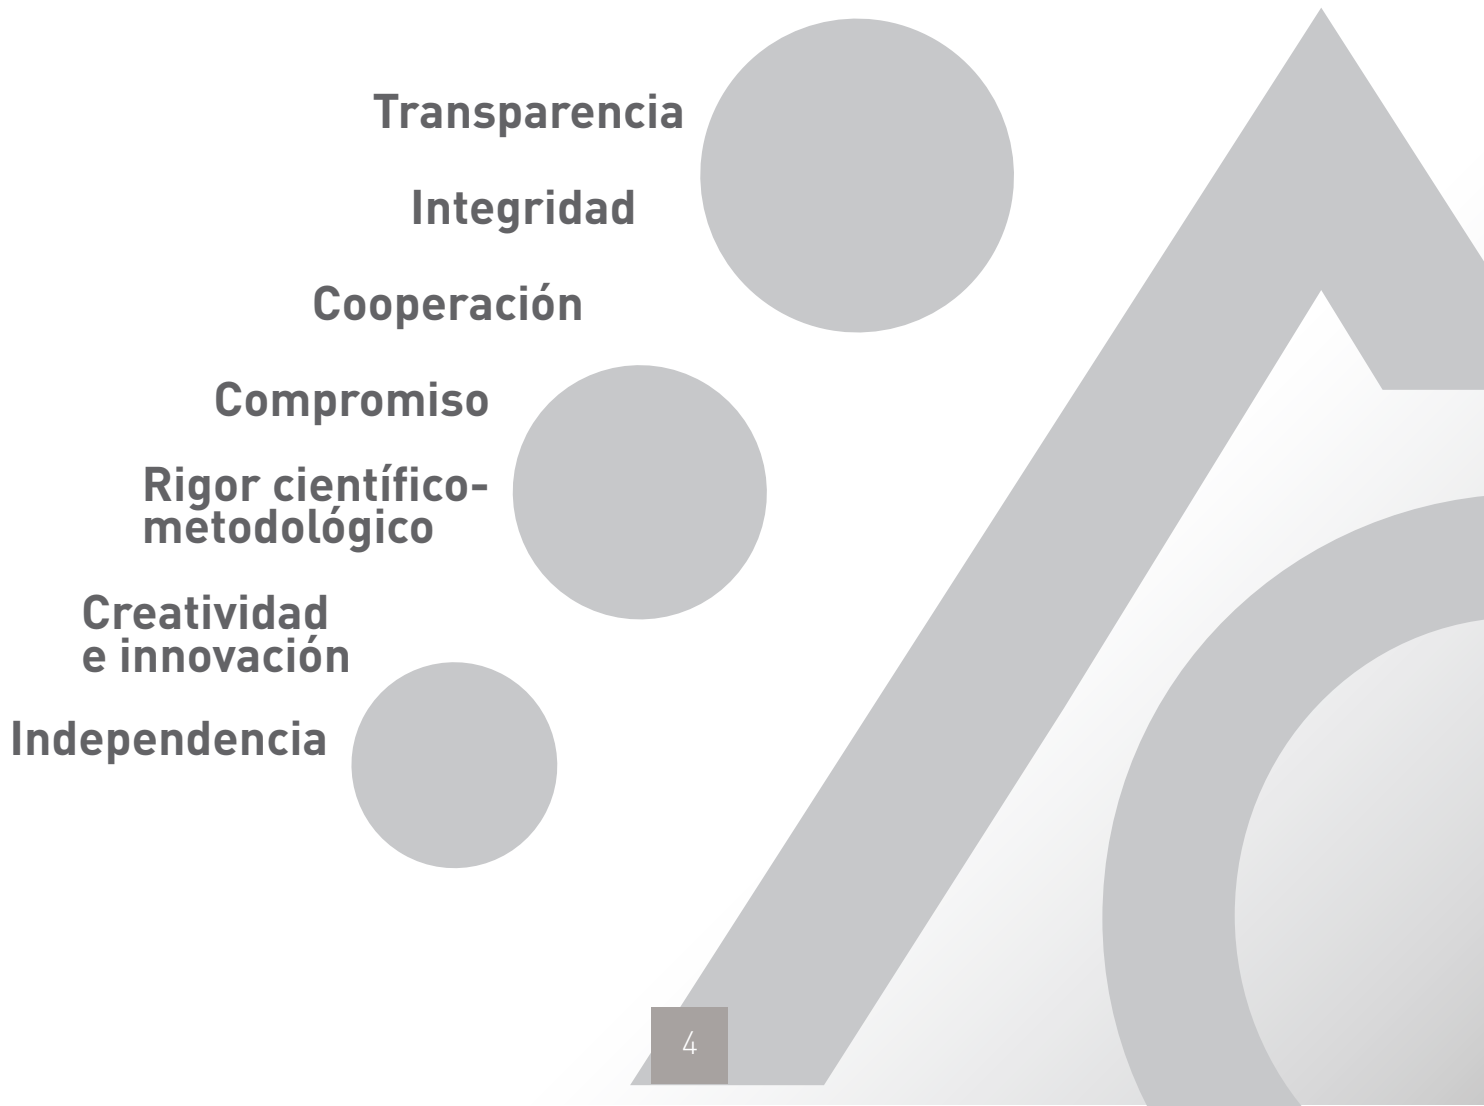 Transparencia
Integridad
Cooperación
Compromiso
Rigor científico-
metodológico
Creatividad
e innovación
Independencia
4